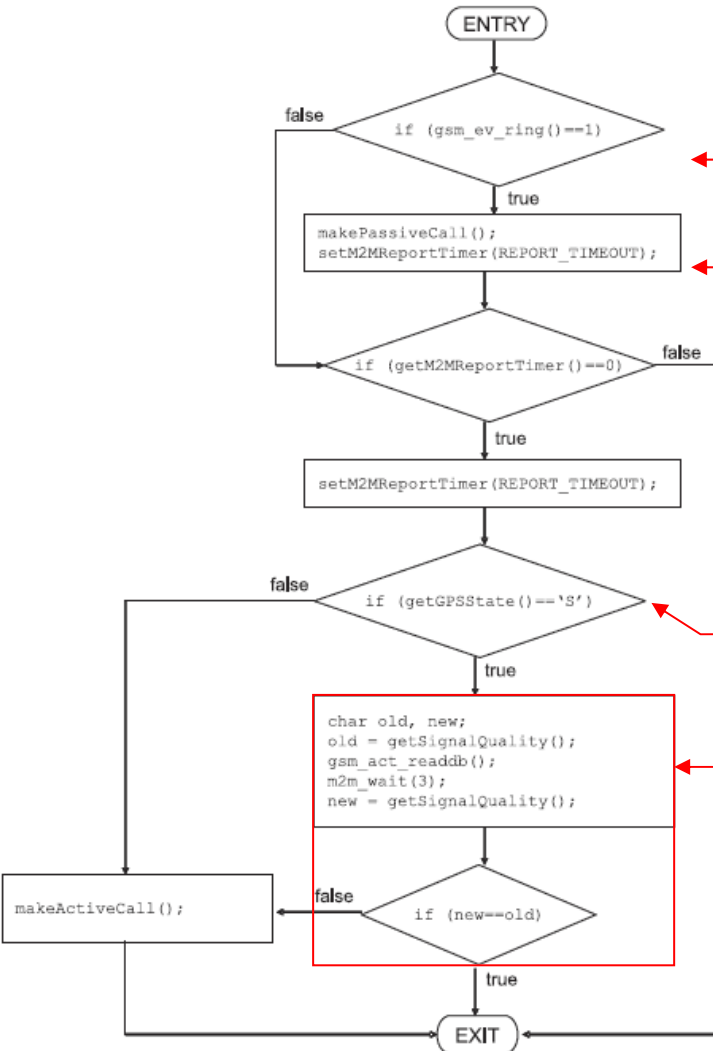 ENTRY
false
if (gsm_ev_ring()==1)
true
makePassiveCall();
setM2MReportTimer(REPORT_TIMEOUT);
false
if (getM2MReportTimer()==0)
true
setM2MReportTimer(REPORT_TIMEOUT);
false
if (getGPSState()==‘S’)
true
char old, new;
old = getSignalQuality();
gsm_act_readdb();
m2m_wait(3);
new = getSignalQuality();
makeActiveCall();
false
if (new==old)
true
EXIT